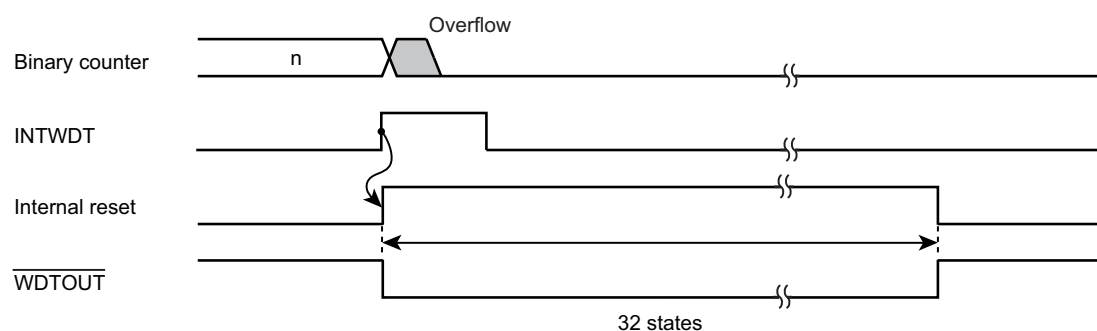 Overflow
Binary counter
n
INTWDT
Internal reset
WDTOUT
32 states